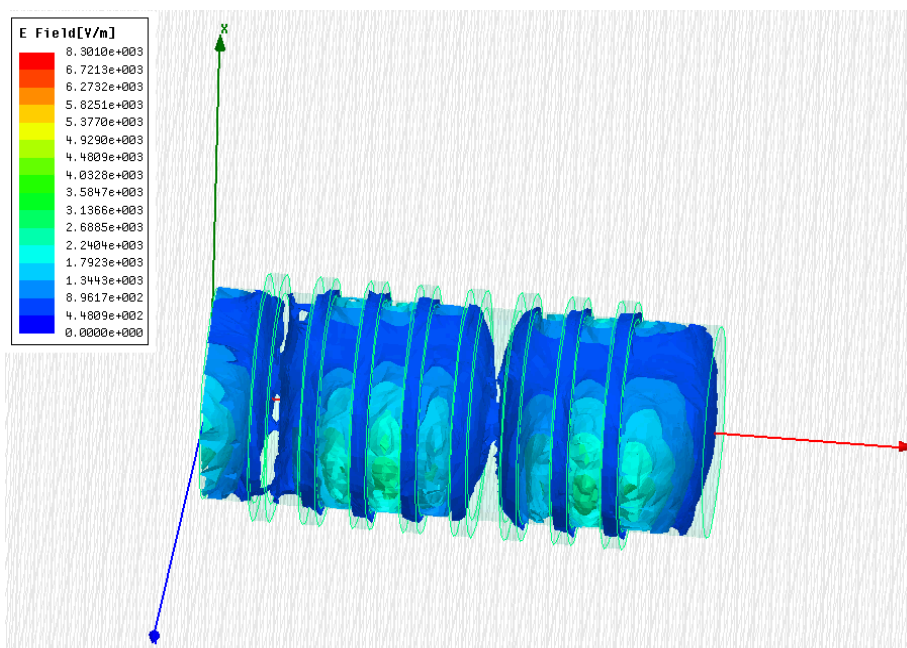 E Field[V/m]
8.3010e+003
6.7213e+003
6.2732e+003
5.8251e+003
5.3770e+003
4.9290e+003
4.4809e+003
4.0328e+003
3.5847e+003
3.1366e+003
2.6885e+003
2.2404e+003
1.7923e+003
1.3443e+003
8.9617e+002
4.4809e+002
0.0000e+000
x